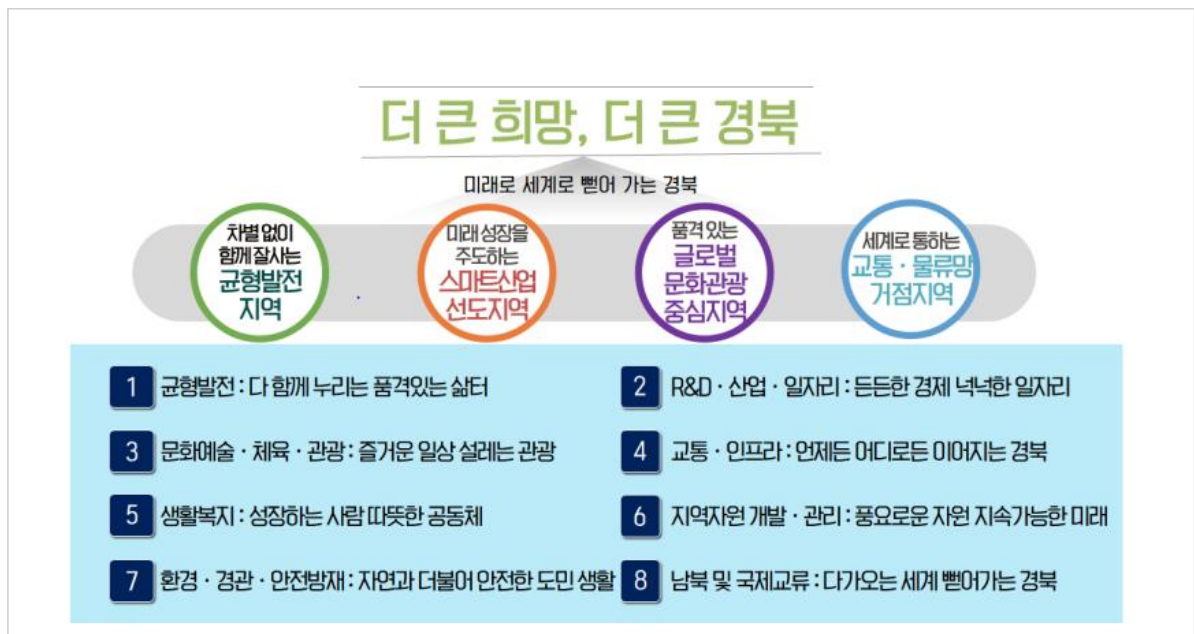 더 큰 희망, 더 큰 경북
미래로 세계로 뻗어 가는 경북
차별 없이
함께 잘사는
균형발전
지역
미래 성장을
주도하는
스마트산업
선도지역
품격 있는
글로벌
문화관광
중심지역
세계로 통하는
교통·물류망
거점지역
1 균형발전 : 다 함께 누리는 품격있는 삶터
2 R&D·산업·일자리 : 든든한 경제 넉넉한 일자리
3 문화예술·체육·관광 : 즐거운 일상 설레는 관광
4 교통·인프라 : 언제든 어디로든 이어지는 경북
5 생활복지 : 성장하는 사람 따뜻한 공동체
6 지역자원 개발·관리 : 풍요로운 자원 지속가능한 미래
7 환경·경관·안전방재 : 자연과 더불어 안전한 도민 생활
8 남북 및 국제교류 : 다가오는 세계 뻗어가는 경북